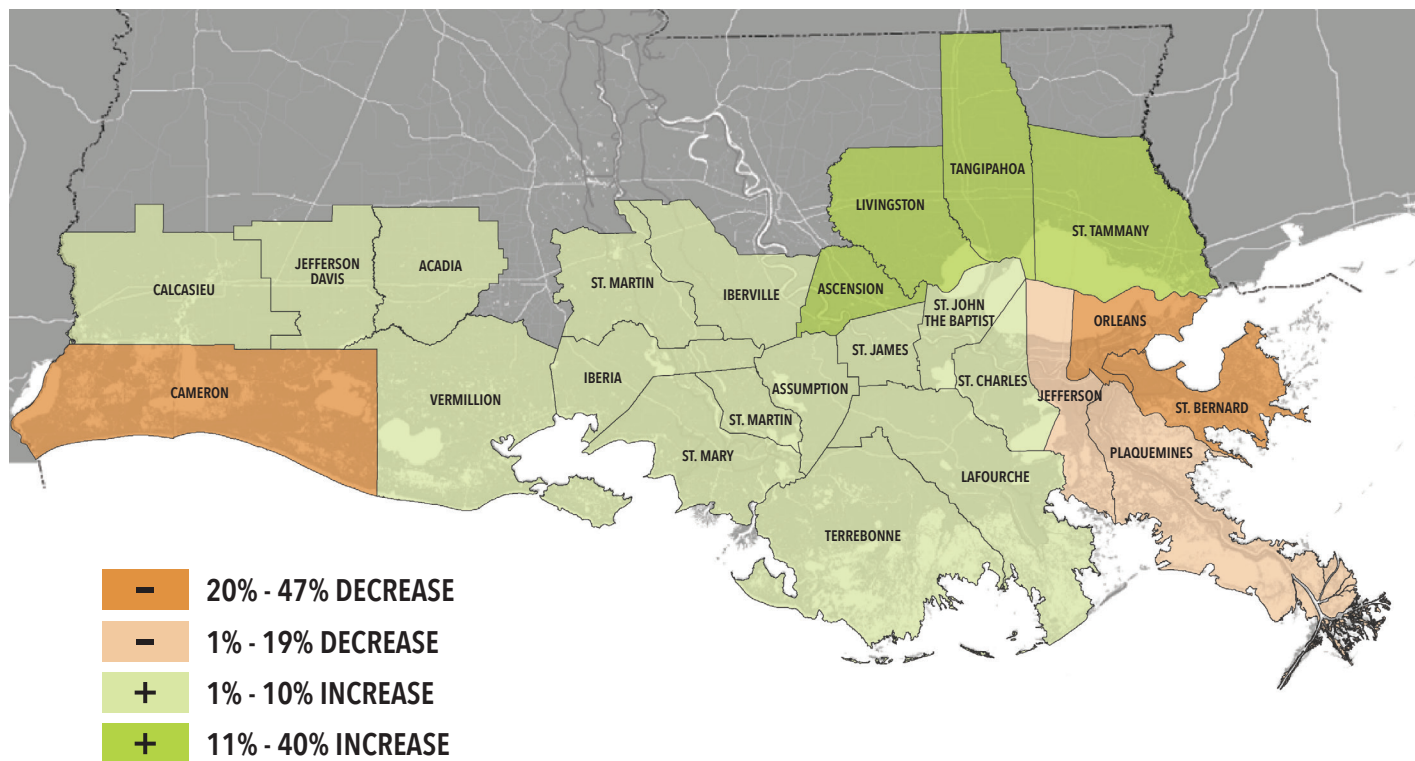 TANGIPAHOA
LIVINGSTON
ST. TAMMANY
JEFFERSON
DAVIS
ACADIA
CALCASIEU
ST. MARTIN
IBERVILLE
ASCENSION
ST. JOHN
THE BAPTIST
ORLEANS
ST. JAMES
CAMERON
VERMILLION
IBERIA
ASSUMPTION
ST. CHARLES
JEFFERSON
ST. BERNARD
ST. MARTIN
ST. MARY
PLAQUEMINES
LAFOURCHE
TERREBONNE
- 20% - 47% DECREASE
- 1% - 19% DECREASE
+ 1% - 10% INCREASE
+ 11% - 40% INCREASE